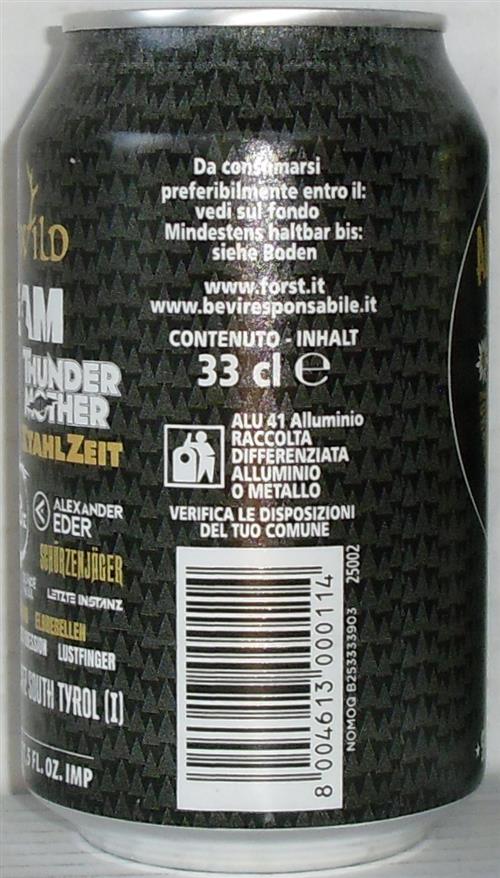 Da consumarsi
preferibilmente entro il:
vedi sul fondo
Mindestens haltbar bis:
siehe Boden
www.forst.it
www.beviresponsabile.it
CONTENUTO - INHALT
33 cl e
ALU 41 Alluminio
RACCOLTA
DIFFERENZIATA
ALLUMINIO
O METALLO
VERIFICA LE DISPOSIZIONI
DEL TUO COMUNE
8 004613 000114
NOMOQ B253333903 25002
THUNDER
MOTHER
STAHLZEIT
ALEXANDER
EDER
SCHÜRZENJÄGER
LETZTE INSTANZ
LUSTFINGER
SOUTH TYROL (I)
FL. OZ. IMP